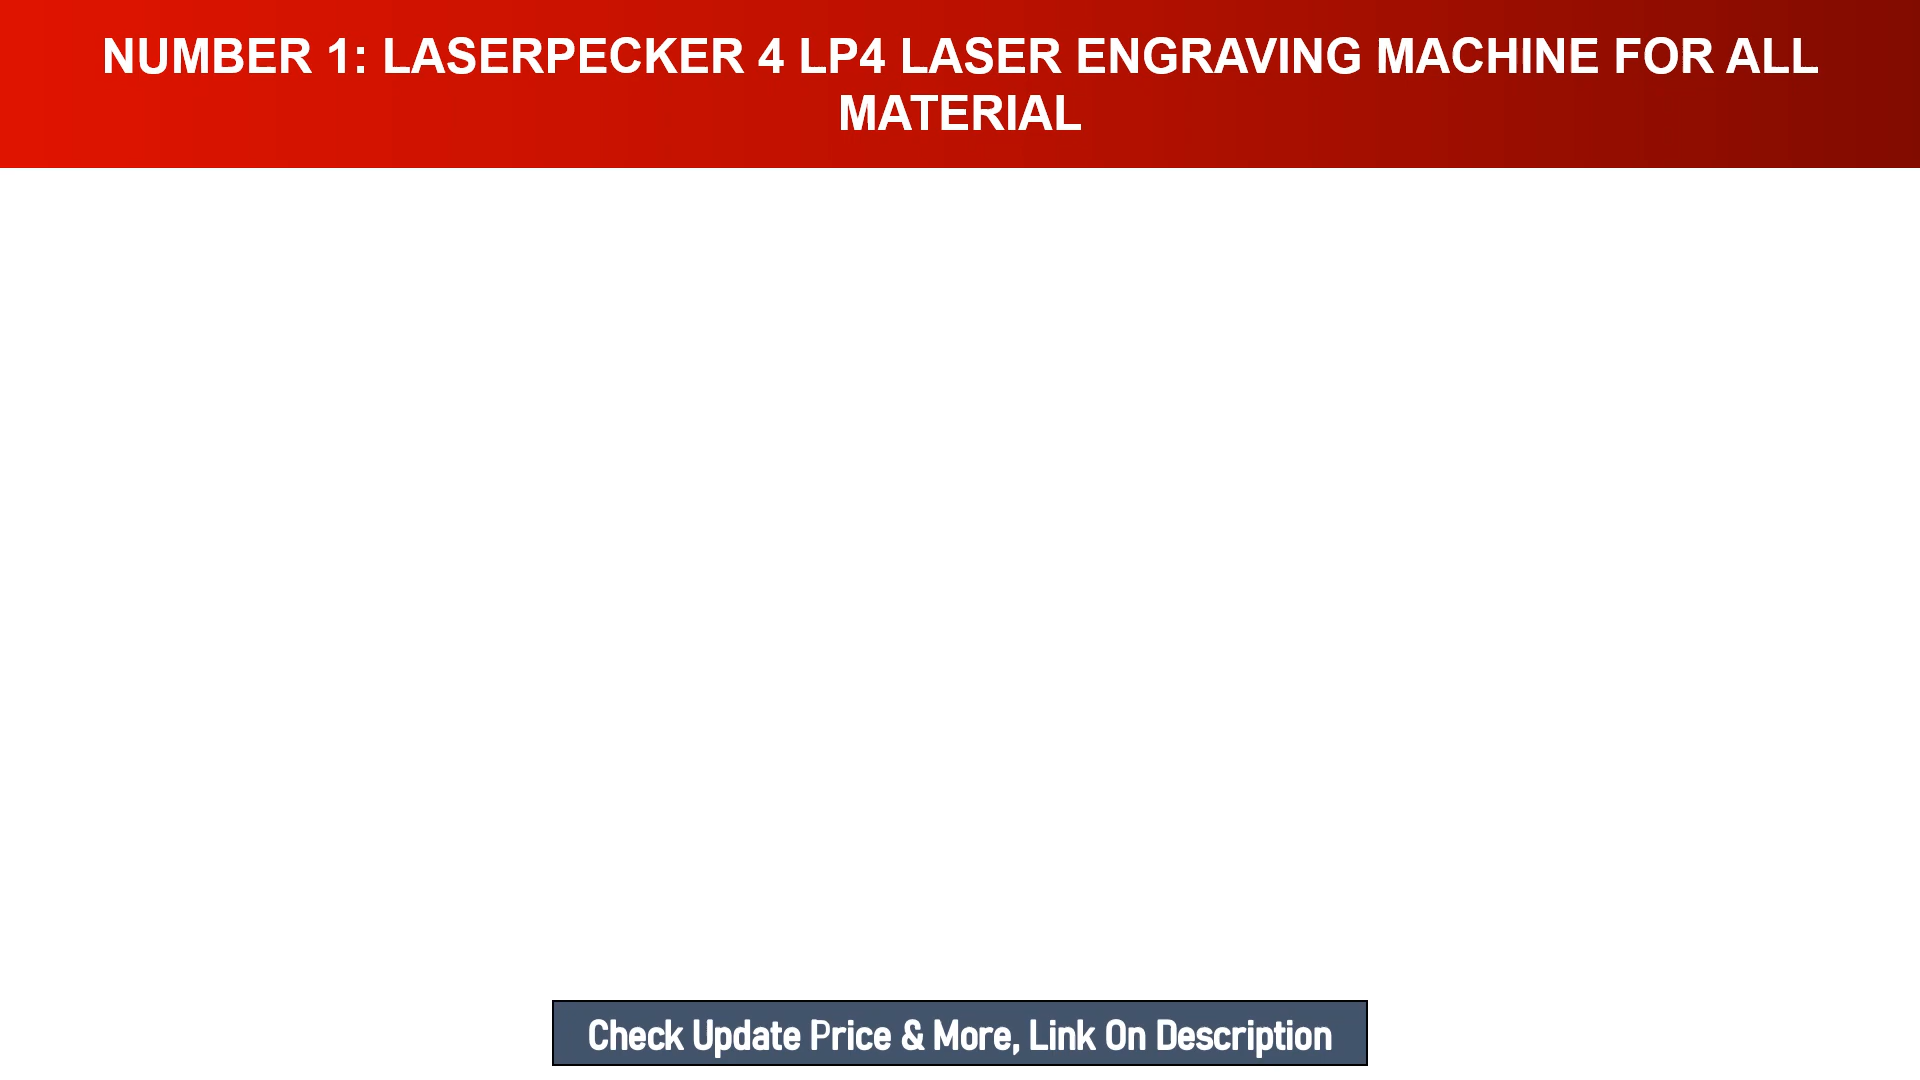 NUMBER 1: LASERPECKER 4 LP4 LASER ENGRAVING MACHINE FOR ALL
MATERIAL
Check Update Price & More, Link On Description